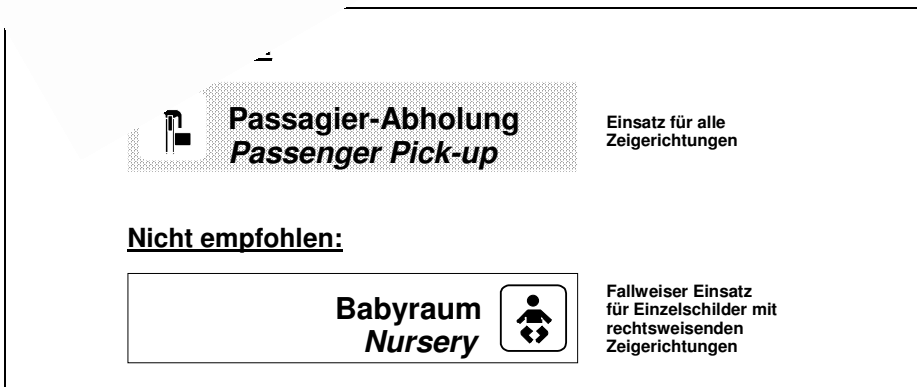 Passagier-Abholung
Passenger Pick-up
Einsatz für alle
Zeigerichtungen
Nicht empfohlen:
Babyraum
Nursery
Fallweiser Einsatz
für Einzelschilder mit
rechtsweisenden
Zeigerichtungen